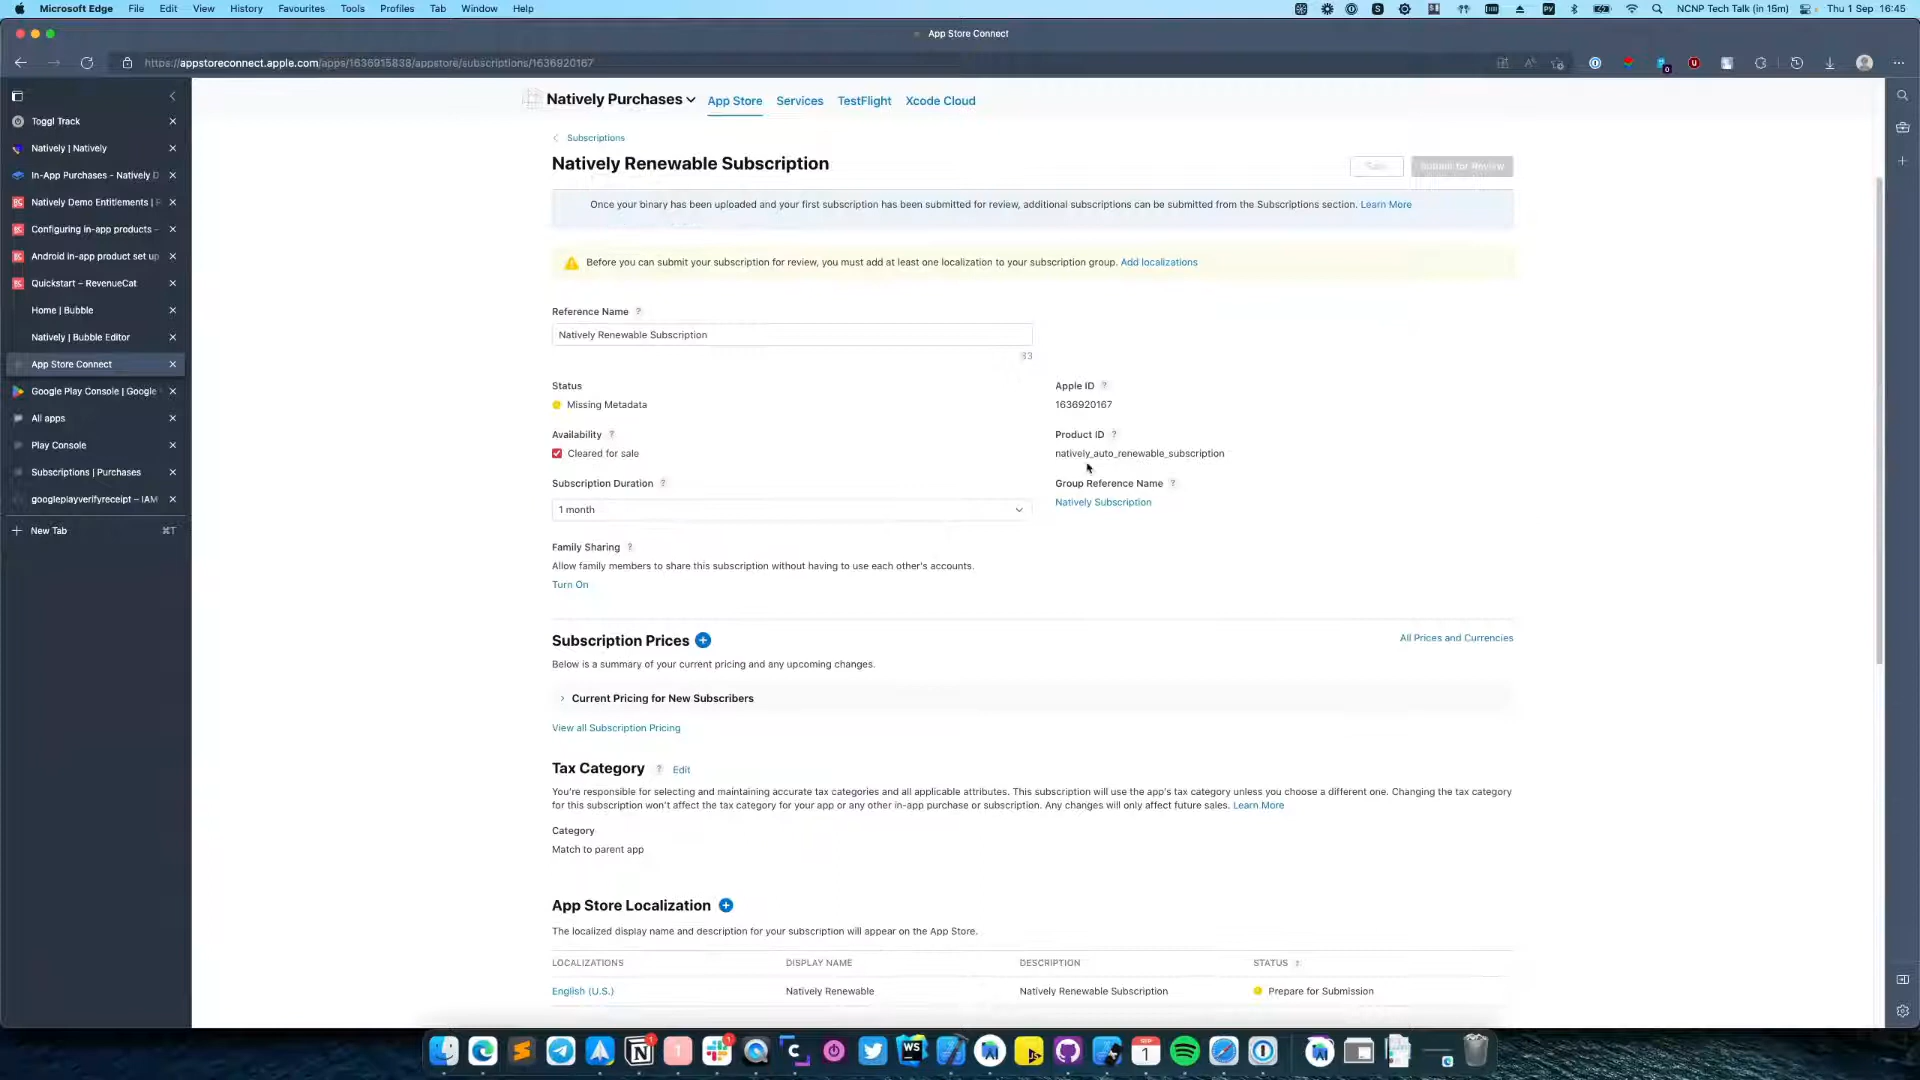 Microsoft Edge File Edit View History Favourites Tools Profiles Tab Window Help
NCNP Tech Talk (in 15m) Thu 1 Sep 16:45
App Store Connect
https://appstoreconnect.apple.com/apps/1636915838/appstore/subscriptions/1636920167
Toggl Track
Natively | Natively
In-App Purchases - Natively D
Natively Demo Entitlements | R
Configuring in-app products –
Android in-app product set up
Quickstart – RevenueCat
Home | Bubble
Natively | Bubble Editor
App Store Connect
Google Play Console | Google
All apps
Play Console
Subscriptions | Purchases
googleplayverifyreceipt – IAM
New Tab ⌘T
Natively Purchases App Store Services TestFlight Xcode Cloud
Subscriptions
Natively Renewable Subscription
Save Submit for Review
Once your binary has been uploaded and your first subscription has been submitted for review, additional subscriptions can be submitted from the Subscriptions section. Learn More
Before you can submit your subscription for review, you must add at least one localization to your subscription group. Add localizations
Reference Name ?
Natively Renewable Subscription
33
Status
Missing Metadata
Apple ID ?
1636920167
Availability ?
Cleared for sale
Product ID ?
natively_auto_renewable_subscription
Subscription Duration ?
1 month
Group Reference Name ?
Natively Subscription
Family Sharing ?
Allow family members to share this subscription without having to use each other's accounts.
Turn On
Subscription Prices
All Prices and Currencies
Below is a summary of your current pricing and any upcoming changes.
Current Pricing for New Subscribers
View all Subscription Pricing
Tax Category ? Edit
You're responsible for selecting and maintaining accurate tax categories and all applicable attributes. This subscription will use the app's tax category unless you choose a different one. Changing the tax category
for this subscription won't affect the tax category for your app or any other in-app purchase or subscription. Any changes will only affect future sales. Learn More
Category
Match to parent app
App Store Localization
The localized display name and description for your subscription will appear on the App Store.
LOCALIZATIONS DISPLAY NAME DESCRIPTION STATUS ?
English (U.S.) Natively Renewable Natively Renewable Subscription Prepare for Submission